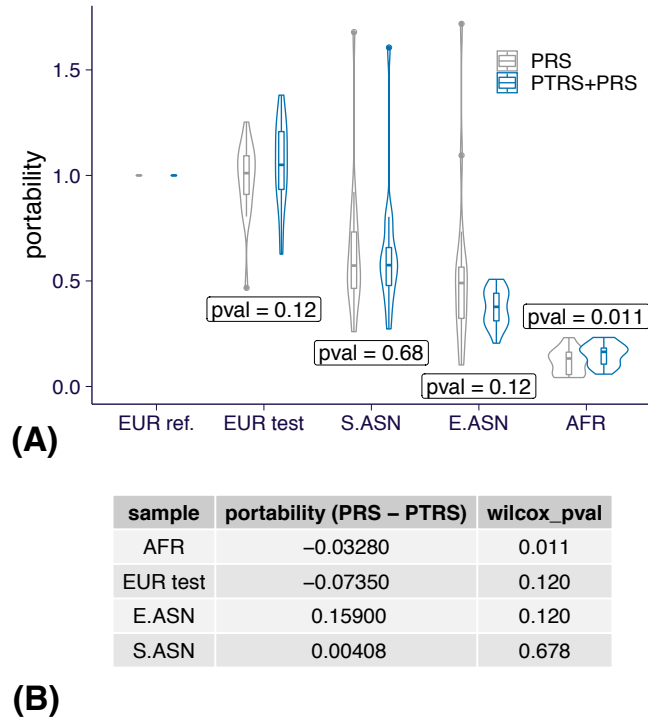 PRS
PTRS+PRS
portability
1.5
1.0
0.5
0.0
pval = 0.12
pval = 0.68
pval = 0.12
pval = 0.011
EUR ref.
EUR test
S.ASN
E.ASN
AFR
(A)
sample portability (PRS − PTRS) wilcox_pval
AFR −0.03280 0.011
EUR test −0.07350 0.120
E.ASN 0.15900 0.120
S.ASN 0.00408 0.678
(B)